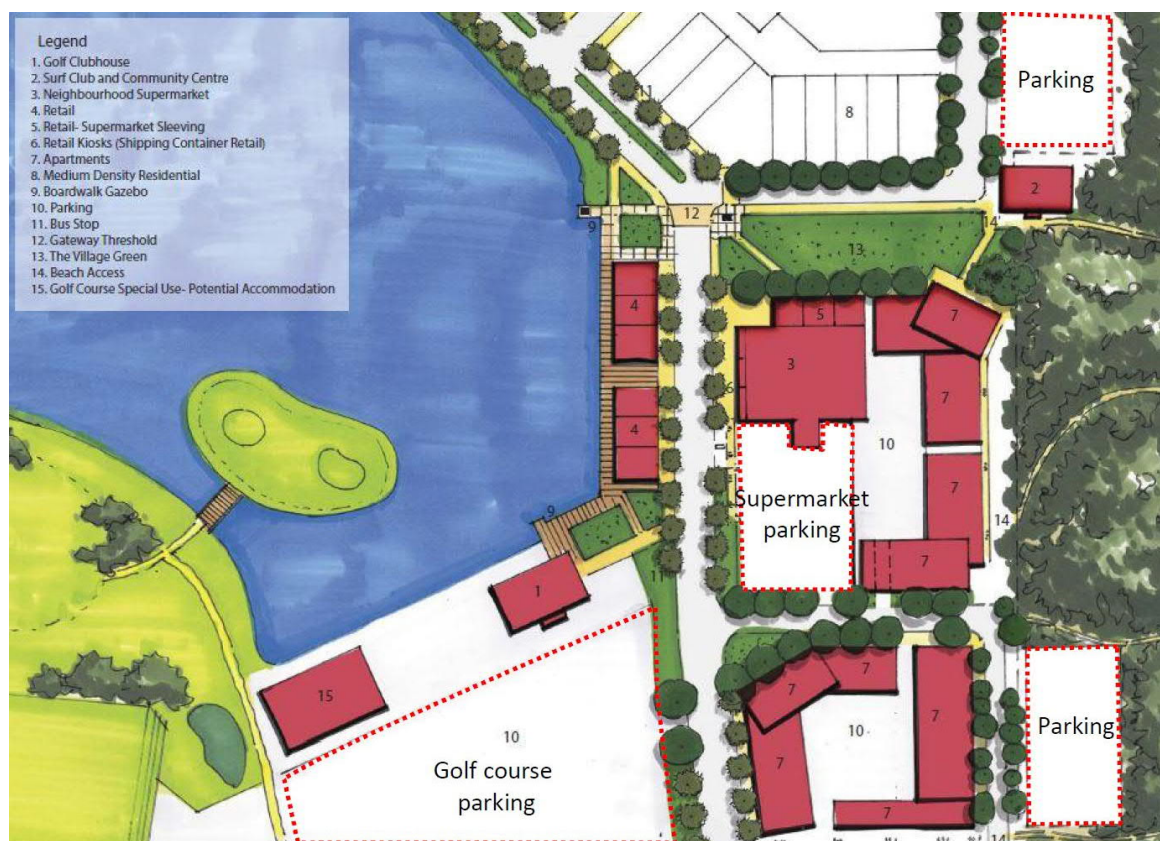 Legend
1. Golf Clubhouse
2. Surf Club and Community Centre
3. Neighbourhood Supermarket
4. Retail
5. Retail- Supermarket Sleeving
6. Retail Kiosks (Shipping Container Retail)
7. Apartments
8. Medium Density Residential
9. Boardwalk Gazebo
10. Parking
11. Bus Stop
12. Gateway Threshold
13. The Village Green
14. Beach Access
15. Golf Course Special Use- Potential Accommodation
Parking
11
8
2
9
12
14
13
4
5
7
3
7
6
4
10
7
Supermarket
parking
9
14
7
1
11
7
7
15
7
Parking
10
10
Golf course
parking
7
7
14